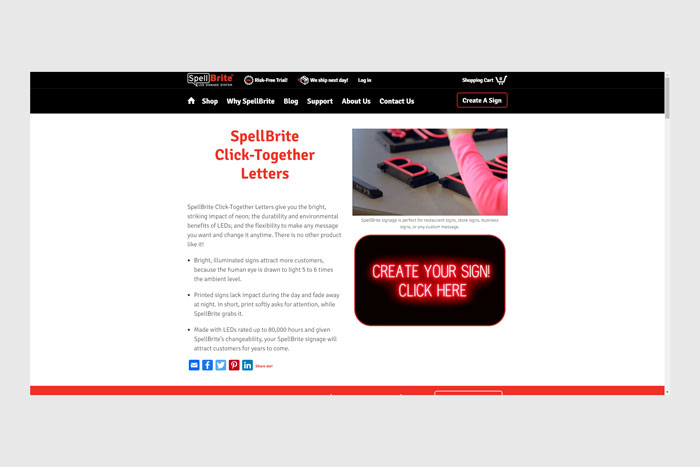 SpellBrite
LED SIGNAGE SYSTEM
Risk-Free Trial!
We ship next day!
Log in
Shopping Cart
Shop Why SpellBrite Blog Support About Us Contact Us
Create A Sign
SpellBrite
Click-Together
Letters
SpellBrite Click-Together Letters give you the bright,
striking impact of neon; the durability and environmental
benefits of LEDs; and the flexibility to make any message
you want and change it anytime. There is no other product
like it!
• Bright, illuminated signs attract more customers,
because the human eye is drawn to light 5 to 6 times
the ambient level.
• Printed signs lack impact during the day and fade away
at night. In short, print softly asks for attention, while
SpellBrite grabs it.
• Made with LEDs rated up to 80,000 hours and given
SpellBrite's changeability, your SpellBrite signage will
attract customers for years to come.
Share me!
SpellBrite signage is perfect for restaurant signs, store signs, business
signs, or any custom message.
CREATE YOUR SIGN!
CLICK HERE